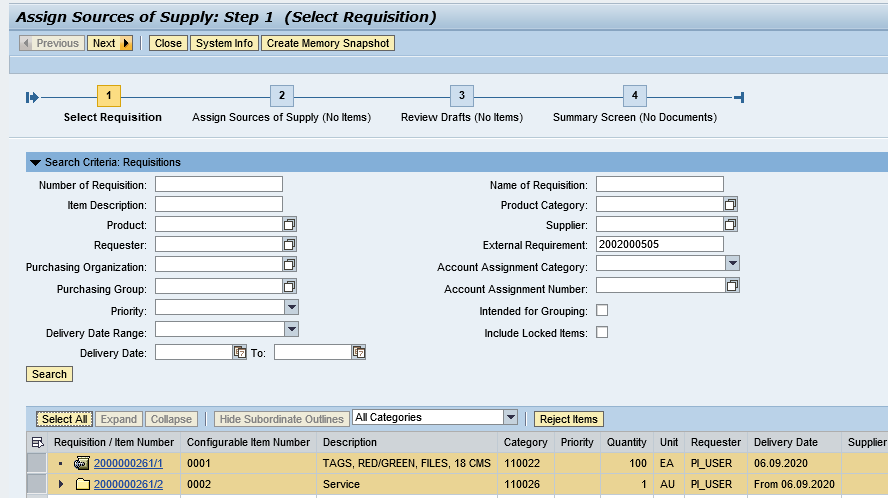 Assign Sources of Supply: Step 1 (Select Requisition)
Previous Next Close System Info Create Memory Snapshot
1 2 3 4
Select Requisition Assign Sources of Supply (No Items) Review Drafts (No Items) Summary Screen (No Documents)
Search Criteria: Requisitions
Number of Requisition: Name of Requisition:
Item Description: Product Category:
Product: Supplier:
Requester: External Requirement: 2002000505
Purchasing Organization: Account Assignment Category:
Purchasing Group: Account Assignment Number:
Priority: Intended for Grouping:
Delivery Date Range: Include Locked Items:
Delivery Date: To:
Search
Select All Expand Collapse Hide Subordinate Outlines All Categories Reject Items
Requisition / Item Number Configurable Item Number Description Category Priority Quantity Unit Requester Delivery Date Supplier
2000000261/1 0001 TAGS, RED/GREEN, FILES, 18 CMS 110022 100 EA PI_USER 06.09.2020
2000000261/2 0002 Service 110026 1 AU PI_USER From 06.09.2020